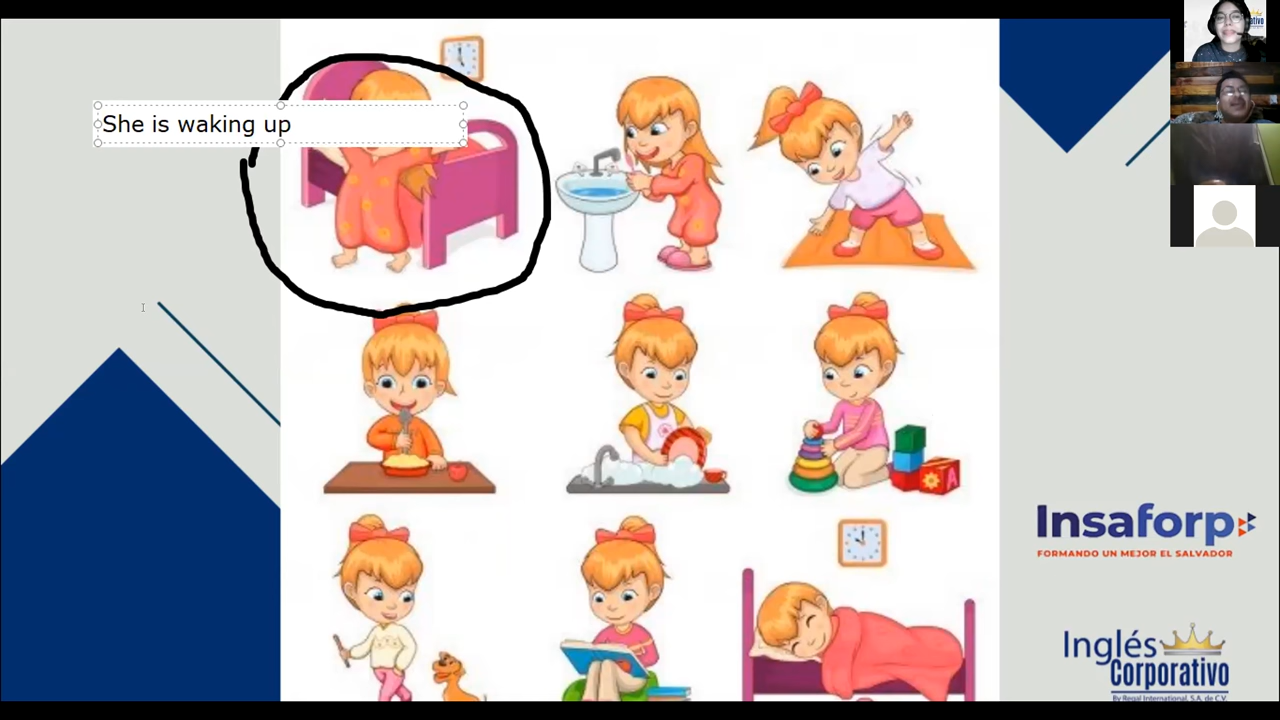 She is waking up
A
Insaforp
FORMANDO UN MEJOR EL SALVADOR
Inglés
Corporativo
By Regal International, S.A. de C.V.